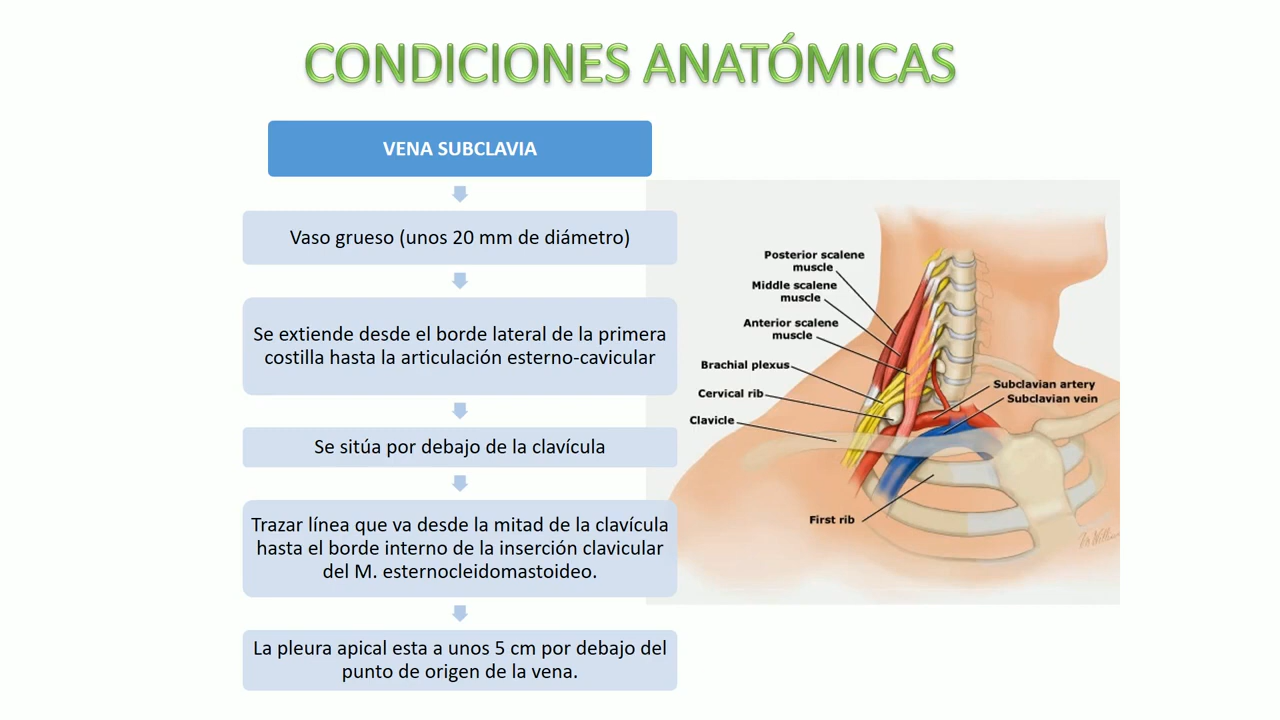 CONDICIONES ANATÓMICAS
VENA SUBCLAVIA
Vaso grueso (unos 20 mm de diámetro)
Se extiende desde el borde lateral de la primera
costilla hasta la articulación esterno-cavicular
Se sitúa por debajo de la clavícula
Trazar línea que va desde la mitad de la clavícula
hasta el borde interno de la inserción clavicular
del M. esternocleidomastoideo.
La pleura apical esta a unos 5 cm por debajo del
punto de origen de la vena.
Posterior scalene
muscle
Middle scalene
muscle
Anterior scalene
muscle
Brachial plexus
Cervical rib
Clavicle
Subclavian artery
Subclavian vein
First rib